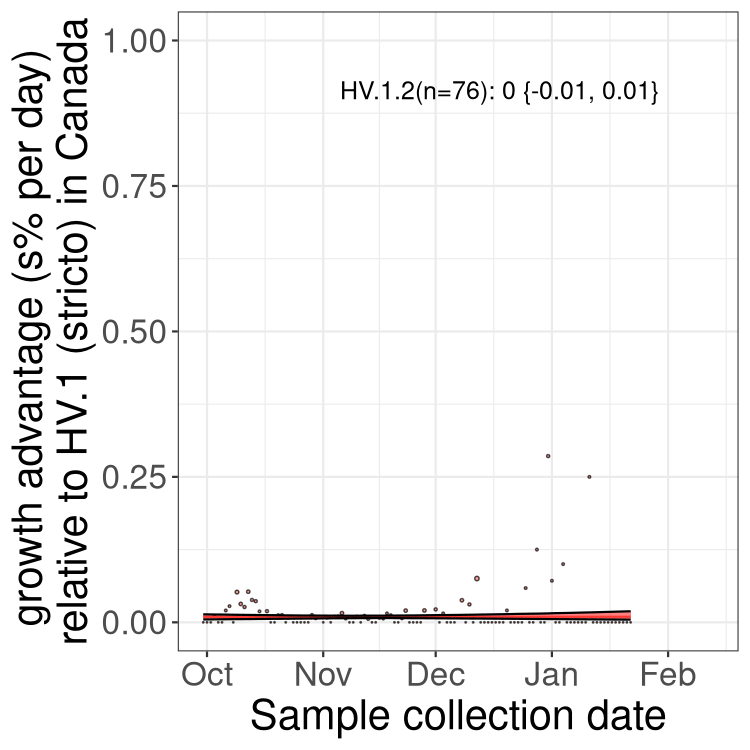 growth advantage (s% per day)
relative to HV.1 (stricto) in Canada
1.00
0.75
0.50
0.25
0.00
HV.1.2(n=76): 0 {-0.01, 0.01}
Oct Nov Dec Jan Feb
Sample collection date